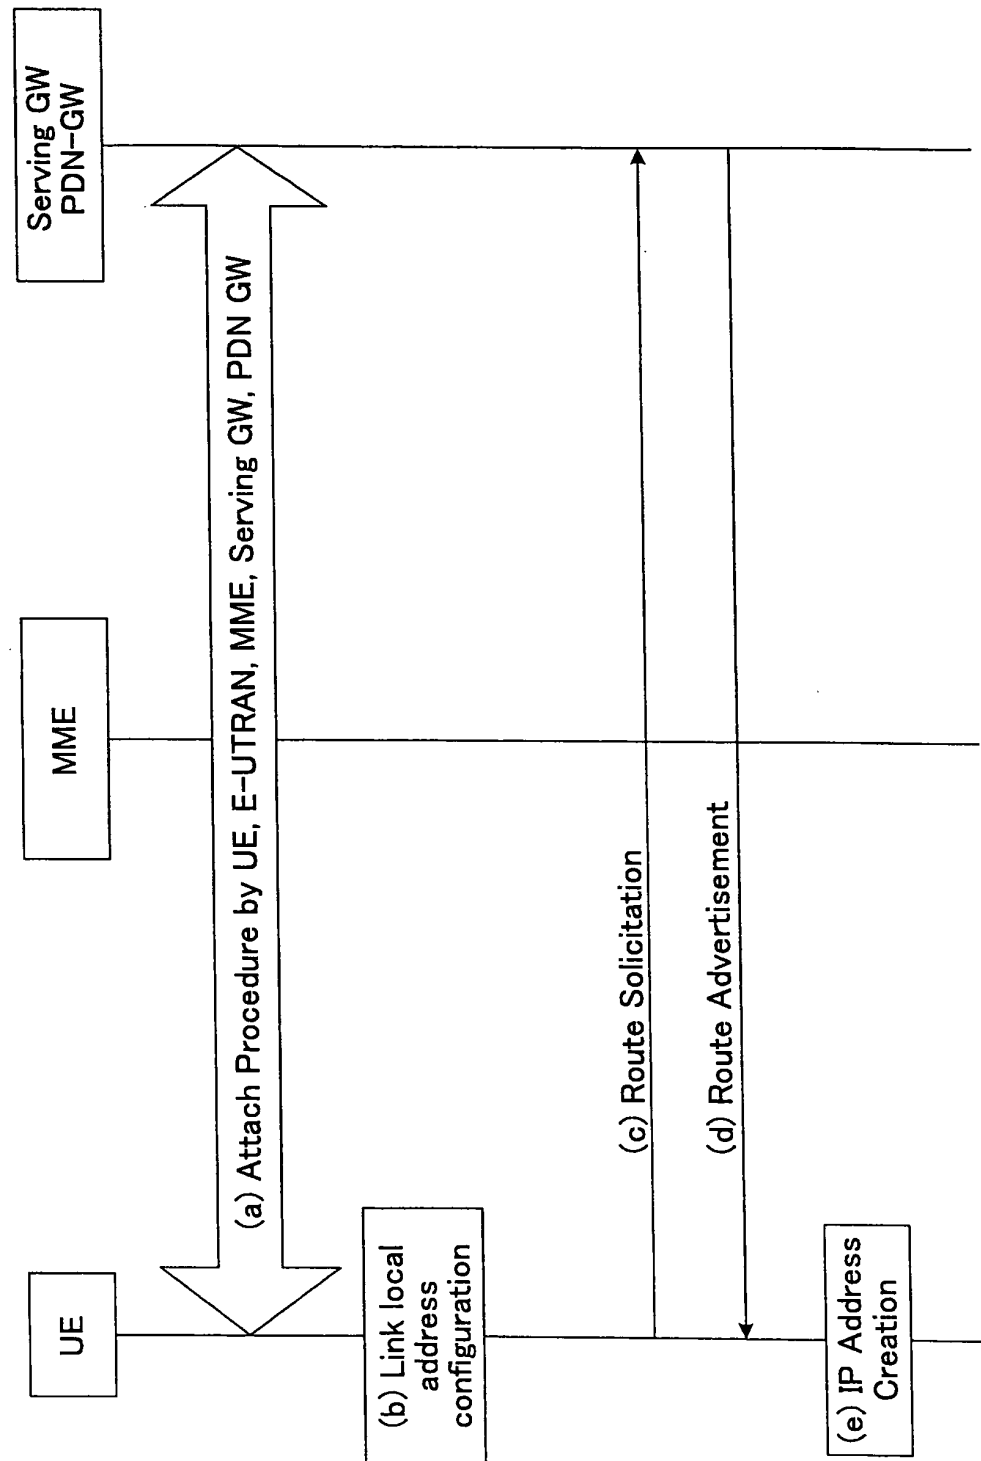 UE
MME
Serving GW
PDN-GW
(a) Attach Procedure by UE, E-UTRAN, MME, Serving GW, PDN GW
(b) Link local
address
configuration
(c) Route Solicitation
(d) Route Advertisement
(e) IP Address
Creation